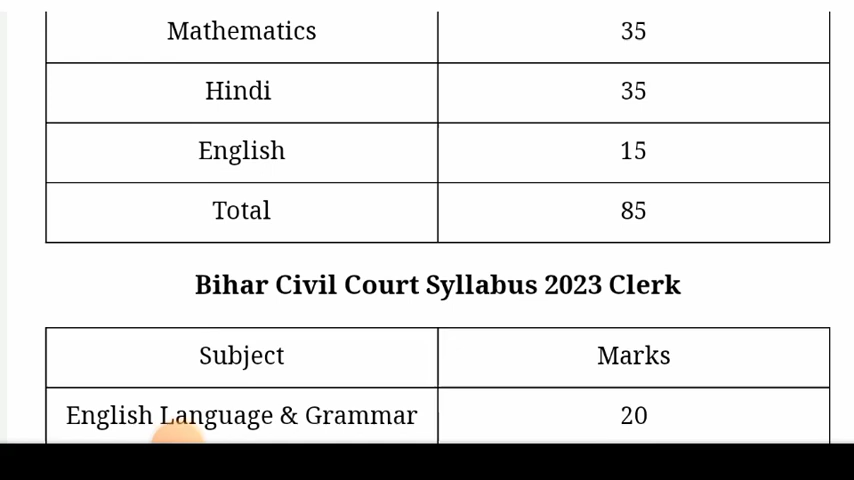 Mathematics 35
Hindi 35
English 15
Total 85
Bihar Civil Court Syllabus 2023 Clerk
Subject Marks
English Language & Grammar 20